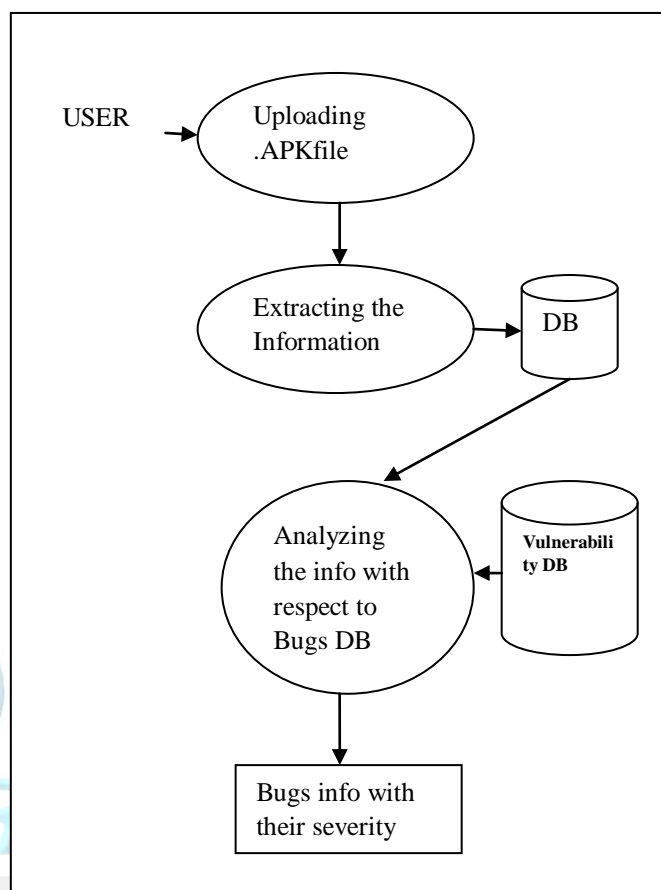 USER
Uploading
.APKfile
Extracting the
Information
DB
Analyzing
the info with
respect to
Bugs DB
Vulnerabili
ty DB
Bugs info with
their severity